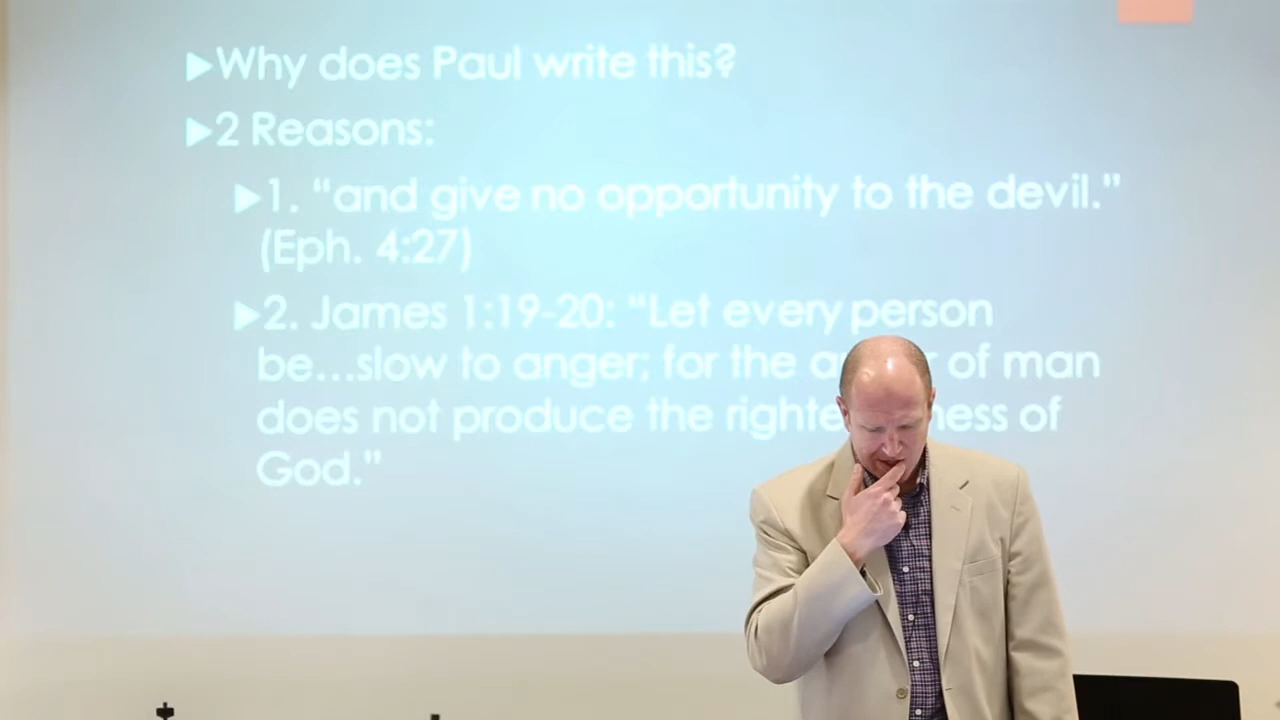 Why does Paul write this?
2 Reasons:
1. “and give no opportunity to the devil.”
(Eph. 4:27)
2. James 1:19-20: “Let every person
be...slow to anger; for the of man
does not produce the of
God.”